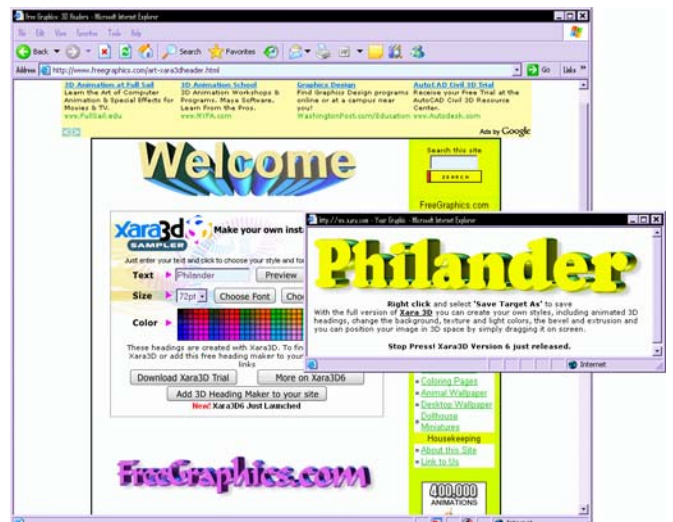 Free Graphics: 3D Headers - Microsoft Internet Explorer
File Edit View Favorites Tools Help
Back Search Favorites
Address http://www.freegraphics.com/art-xara3dheader.html Go Links »
3D Animation at Full Sail
Learn the Art of Computer
Animation & Special Effects for
Movies & TV.
www.FullSail.edu
3D Animation School
3D Animation Workshops &
Programs. Maya Software.
Learn From the Pros.
www.NYFA.com
Graphics Design
Find Graphics Design programs
online or at a campus near
you!
WashingtonPost.com/Education
AutoCAD Civil 3D Trial
Receive your Free Trial at the
AutoCAD Civil 3D Resource
Center.
www.Autodesk.com
Ads by Google
Welcome
Search this site
SEARCH
FreeGraphics.com
xara3d
SAMPLER
Make your own inst
Just enter your text and click to choose your style and fo
Text Philander Preview
Size 72pt Choose Font Cho
Color
These headings are created with Xara3D. To fin
Xara3D or add this free heading maker to your
links
Download Xara3D Trial More on Xara3D6
Add 3D Heading Maker to your site
New! Xara3D6 Just Launched
FreeGraphics.com
http://ws.xara.com - Your Graphic - Microsoft Internet Explorer
Philander
Right click and select 'Save Target As' to save
With the full version of Xara 3D you can create your own styles, including animated 3D
headings, change the background, texture and light colors, the bevel and extrusion and
you can position your image in 3D space by simply dragging it on screen.
Stop Press! Xara3D Version 6 just released.
Internet
Coloring Pages
Animal Wallpaper
Desktop Wallpaper
Dollhouse
Miniatures
Housekeeping
About this Site
Link to Us
400,000
ANIMATIONS
Internet